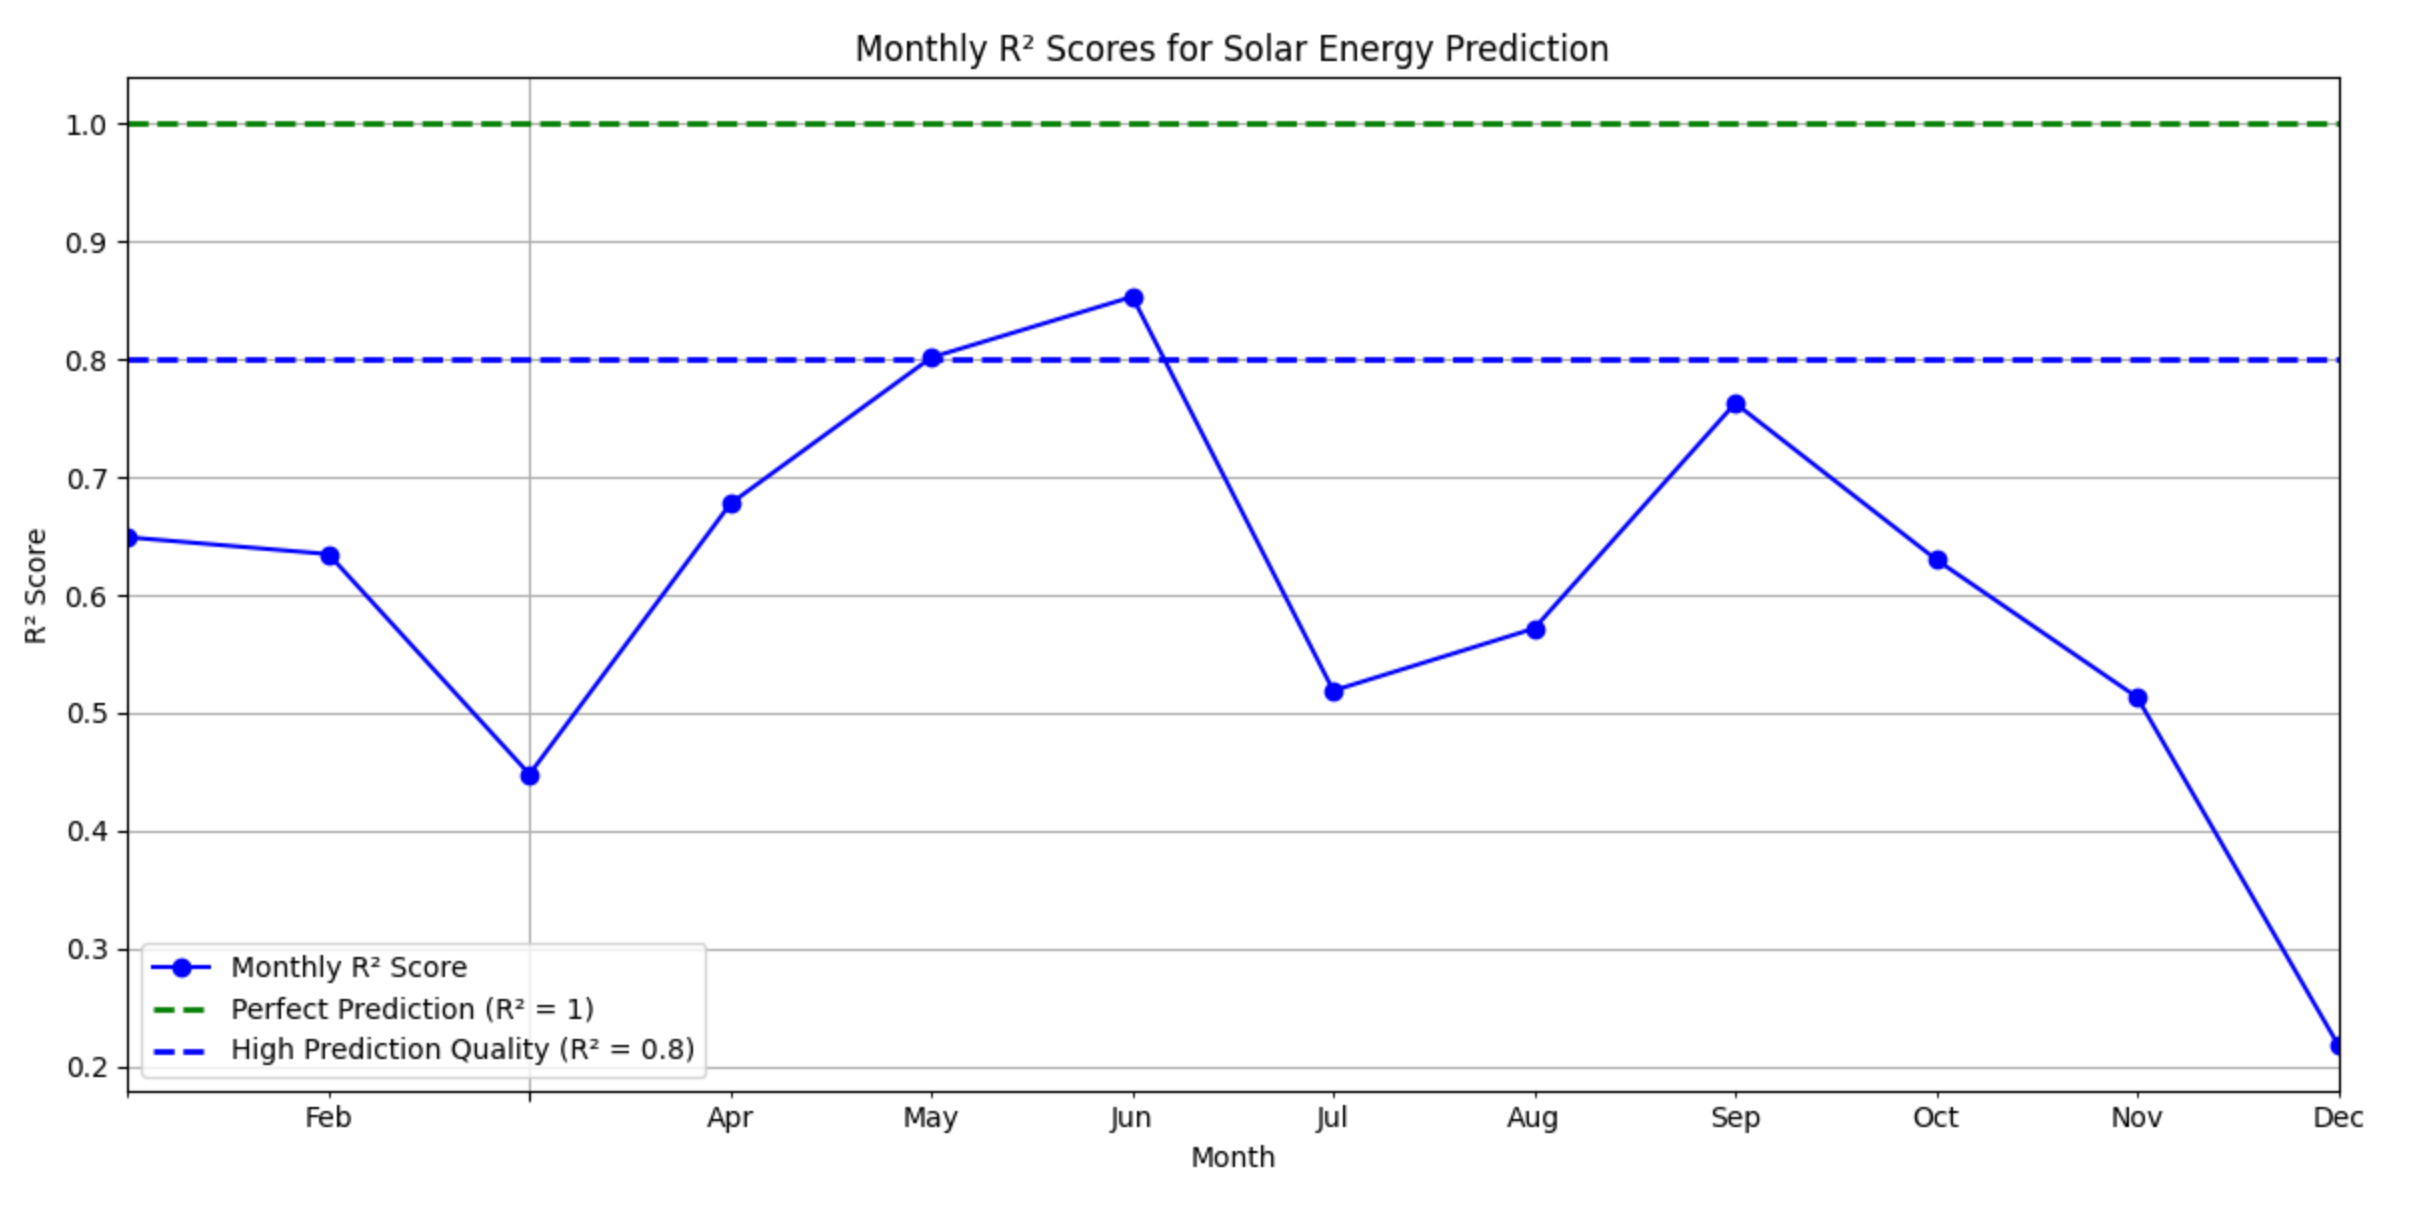 Monthly R² Scores for Solar Energy Prediction
1.0
0.9
0.8
0.7
0.6
0.5
0.4
0.3
0.2
R² Score
Monthly R² Score
Perfect Prediction (R² = 1)
High Prediction Quality (R² = 0.8)
Feb Apr May Jun Jul Aug Sep Oct Nov Dec
Month